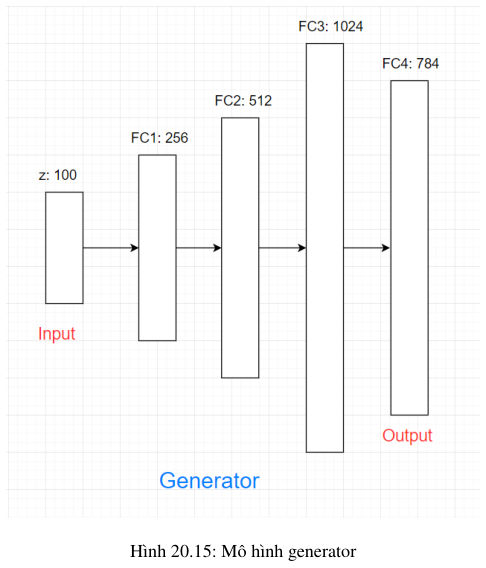 z: 100
FC1: 256
FC2: 512
FC3: 1024
FC4: 784
Input
Output
Generator
Hình 20.15: Mô hình generator